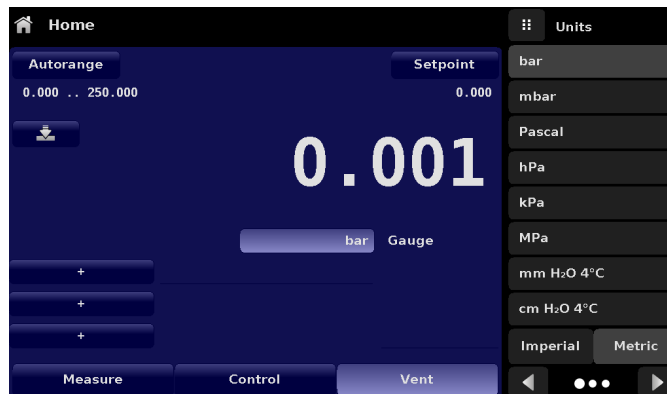 Home
Units
Autorange
Setpoint
0.000 .. 250.000
0.000
0.001
bar Gauge
+
+
+
Measure Control Vent
bar
mbar
Pascal
hPa
kPa
MPa
mm H₂O 4°C
cm H₂O 4°C
Imperial Metric